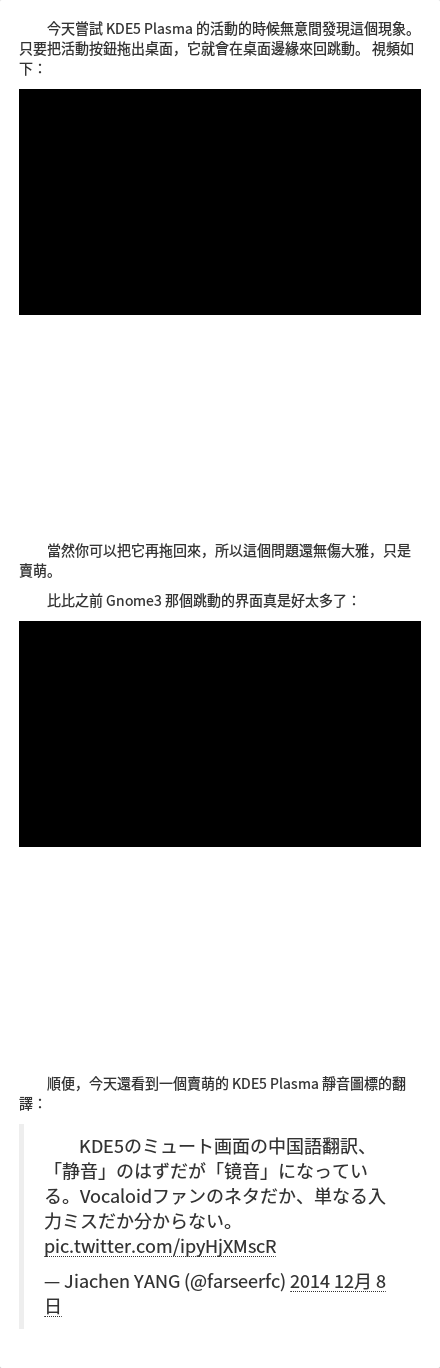 今天嘗試 KDE5 Plasma 的活動的時候無意間發現這個現象。
只要把活動按鈕拖出桌面，它就會在桌面邊緣來回跳動。 視頻如
下：
當然你可以把它再拖回來，所以這個問題還無傷大雅，只是
賣萌。
比比之前 Gnome3 那個跳動的界面真是好太多了：
順便，今天還看到一個賣萌的 KDE5 Plasma 靜音圖標的翻
譯：
KDE5のミュート画面の中国語翻訳、
「静音」のはずだが「镜音」になってい
る。Vocaloidファンのネタだか、単なる入
力ミスだか分からない。
pic.twitter.com/ipyHjXMscR
— Jiachen YANG (@farseerfc) 2014 12月 8
日